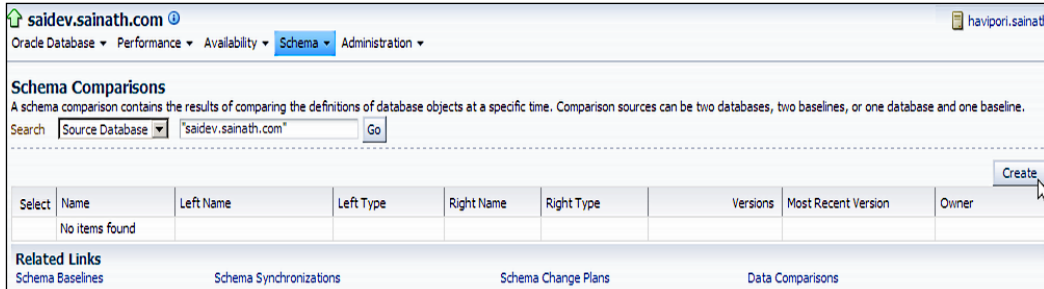 saidev.sainath.com
havipori.sainath
Oracle Database Performance Availability Schema Administration
Schema Comparisons
A schema comparison contains the results of comparing the definitions of database objects at a specific time. Comparison sources can be two databases, two baselines, or one database and one baseline.
Search Source Database "saidev.sainath.com" Go
Create
Select Name Left Name Left Type Right Name Right Type Versions Most Recent Version Owner
No items found
Related Links
Schema Baselines Schema Synchronizations Schema Change Plans Data Comparisons